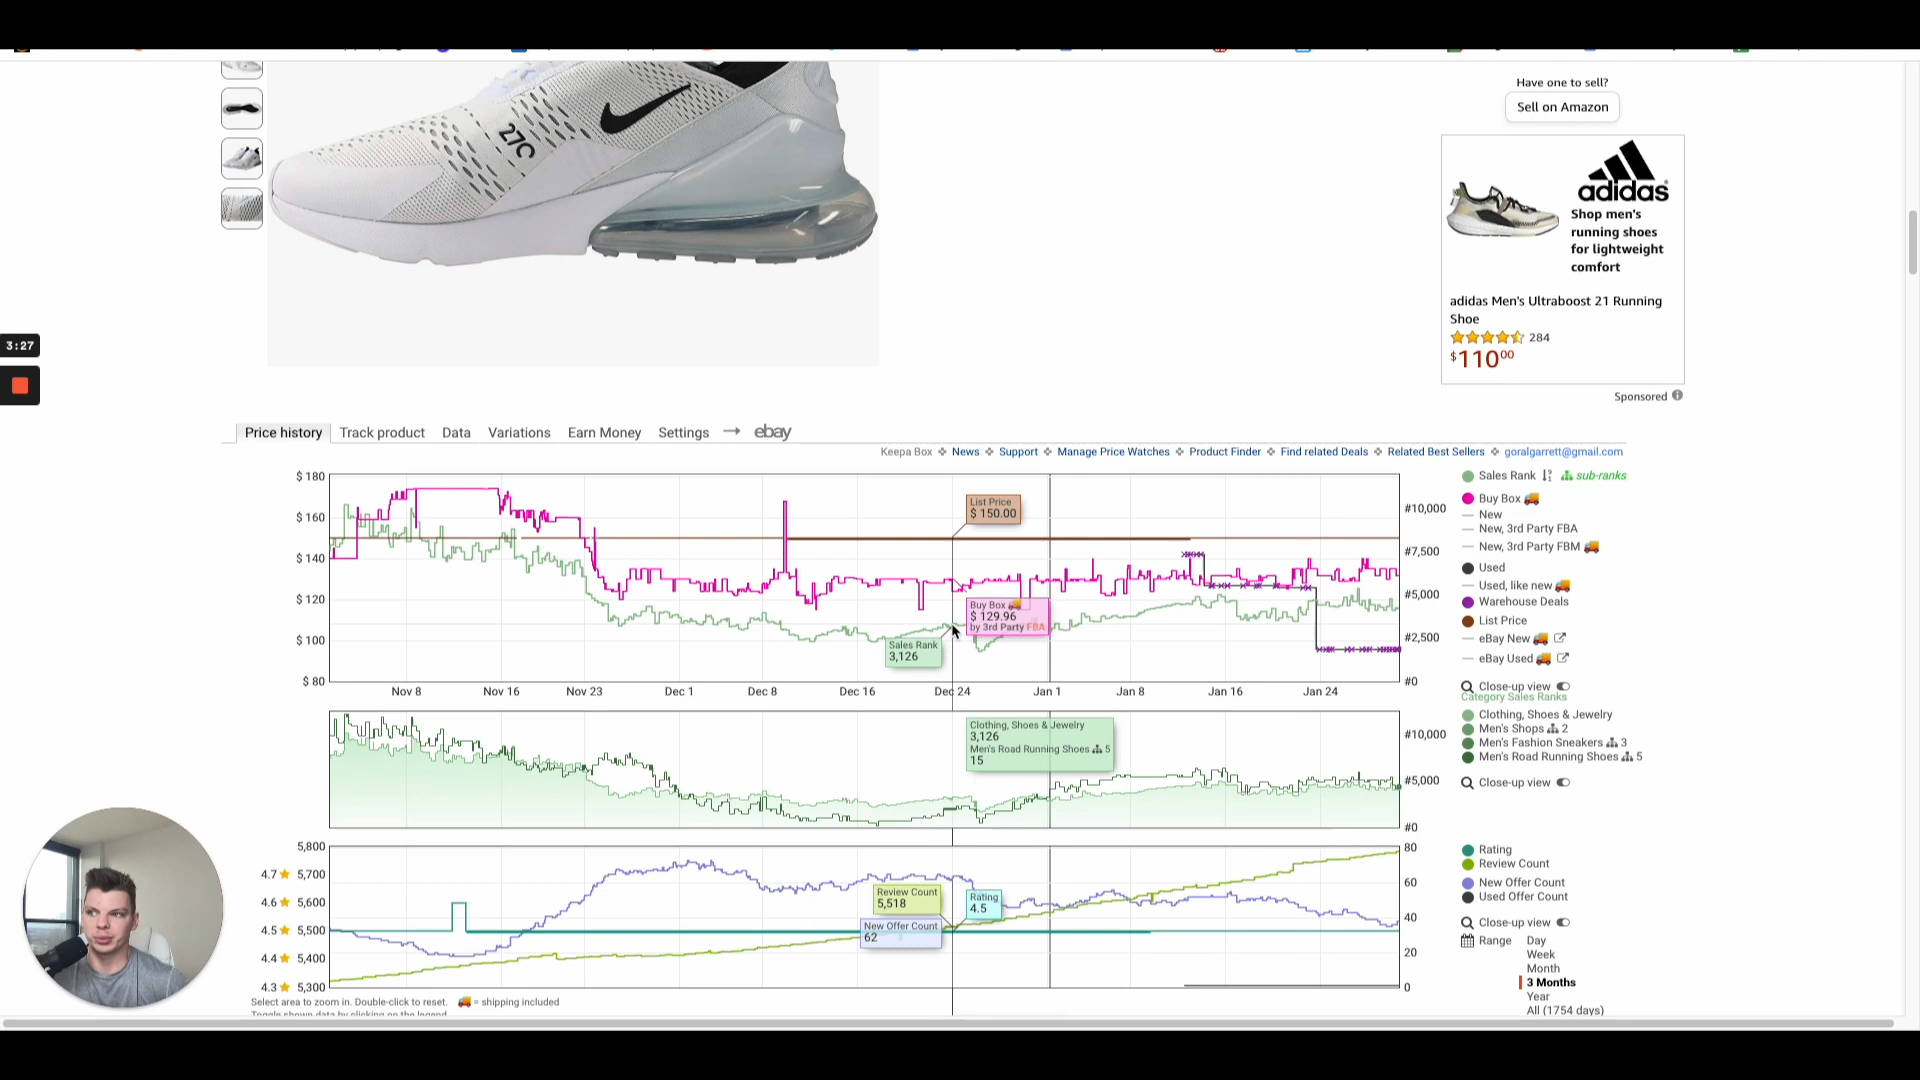 Have one to sell?
Sell on Amazon
27C
adidas
Shop men's
running shoes
for lightweight
comfort
adidas Men's Ultraboost 21 Running
Shoe
284
$110⁰⁰
Sponsored
3:27
Price history Track product Data Variations Earn Money Settings → ebay
Keepa Box News Support Manage Price Watches Product Finder Find related Deals Related Best Sellers goralgarrett@gmail.com
$ 180
$ 160
$ 140
$ 120
$ 100
$ 80
List Price
$ 150.00
Buy Box
$ 129.96
by 3rd Party FBA
Sales Rank
3,126
#10,000
#7,500
#5,000
#2,500
#0
Nov 8 Nov 16 Nov 23 Dec 1 Dec 8 Dec 16 Dec 24 Jan 1 Jan 8 Jan 16 Jan 24
Sales Rank sub-ranks
Buy Box
New
New, 3rd Party FBA
New, 3rd Party FBM
Used
Used, like new
Warehouse Deals
List Price
eBay New
eBay Used
Close-up view
Category Sales Ranks
Clothing, Shoes & Jewelry
3,126
Men's Road Running Shoes 5
15
#10,000
#5,000
#0
Clothing, Shoes & Jewelry
Men's Shops 2
Men's Fashion Sneakers 3
Men's Road Running Shoes 5
Close-up view
5,800
4.7 5,700
4.6 5,600
4.5 5,500
4.4 5,400
4.3 5,300
Review Count
5,518
Rating
4.5
New Offer Count
62
80
60
40
20
0
Rating
Review Count
New Offer Count
Used Offer Count
Close-up view
Range Day
Week
Month
3 Months
Year
All (1754 days)
Select area to zoom in. Double-click to reset. = shipping included
Toggle shown data by clicking on the legend.